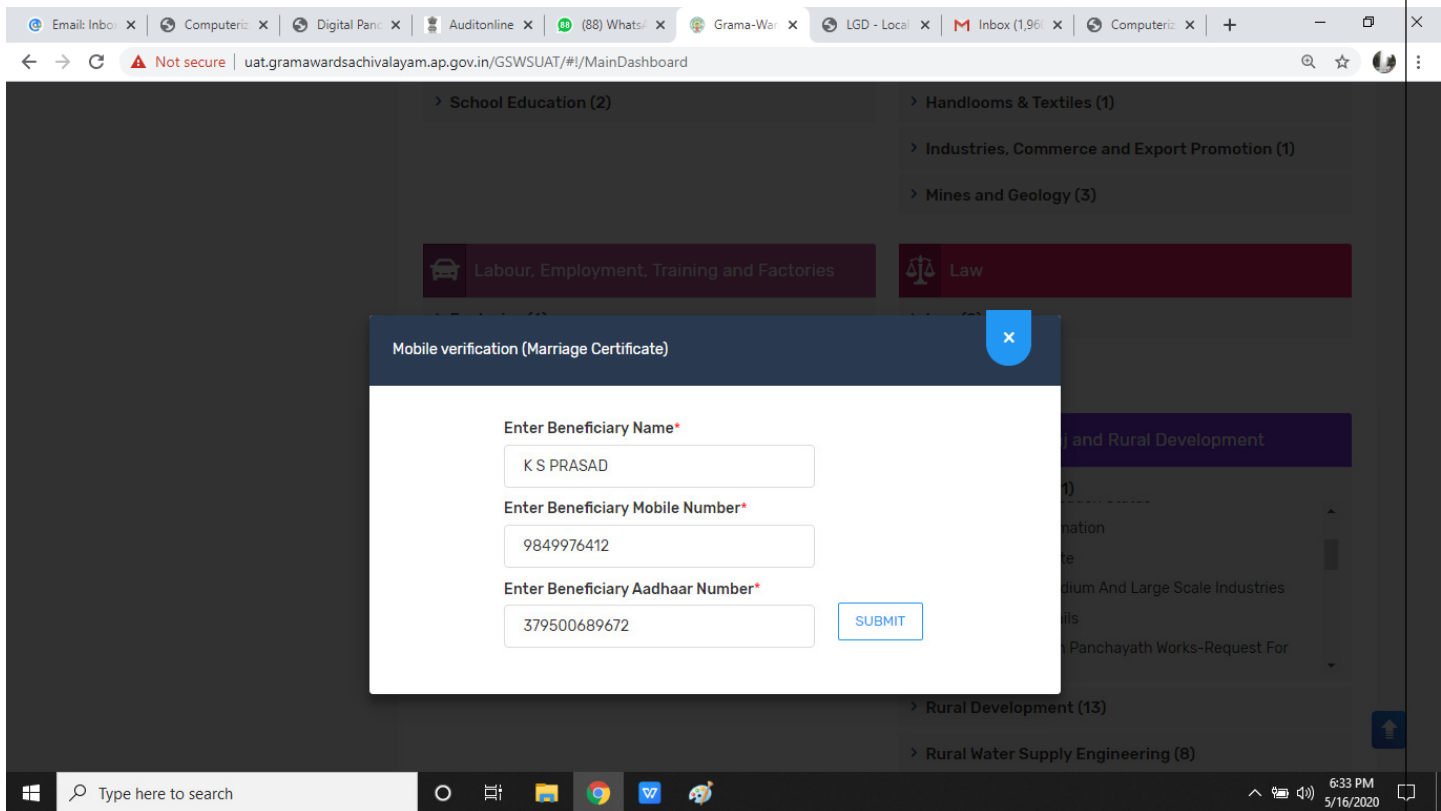 Email: Inbo
Computeriz
Digital Panc
Auditonline
(88) WhatsA
Grama-War
LGD - Local
Inbox (1,96
Computeriz
Not secure | uat.gramawardsachivalayam.ap.gov.in/GSWSUAT/#!/MainDashboard
School Education (2)
Handlooms & Textiles (1)
Industries, Commerce and Export Promotion (1)
Mines and Geology (3)
Labour, Employment, Training and Factories
Law
Mobile verification (Marriage Certificate)
×
Enter Beneficiary Name*
K S PRASAD
Enter Beneficiary Mobile Number*
9849976412
Enter Beneficiary Aadhaar Number*
379500689672
SUBMIT
j and Rural Development
1)
mation
te
dium And Large Scale Industries
ils
n Panchayath Works-Request For
Rural Development (13)
Rural Water Supply Engineering (8)
Type here to search
6:33 PM
5/16/2020